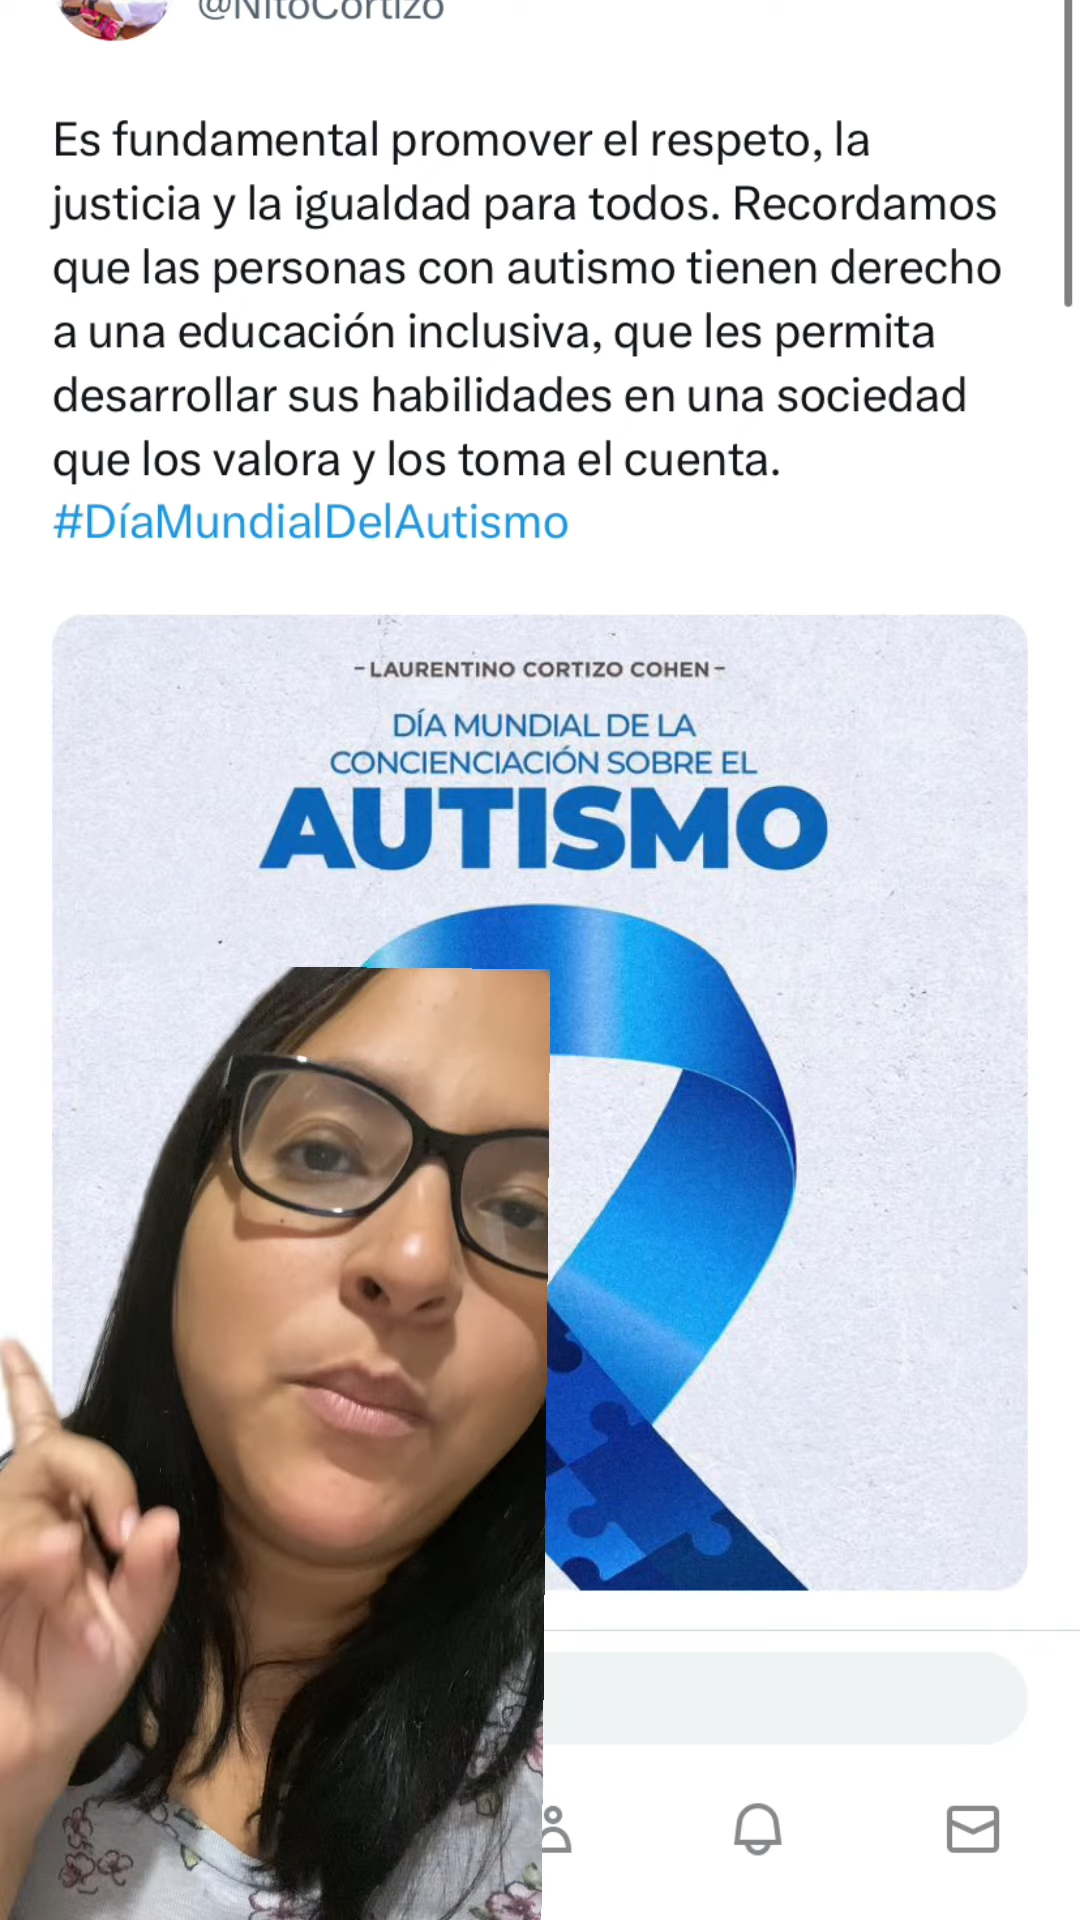 @NitoCortizo
Es fundamental promover el respeto, la
justicia y la igualdad para todos. Recordamos
que las personas con autismo tienen derecho
a una educación inclusiva, que les permita
desarrollar sus habilidades en una sociedad
que los valora y los toma el cuenta.
#DíaMundialDelAutismo
-LAURENTINO CORTIZO COHEN-
DÍA MUNDIAL DE LA
CONCIENCIACIÓN SOBRE EL
AUTISMO